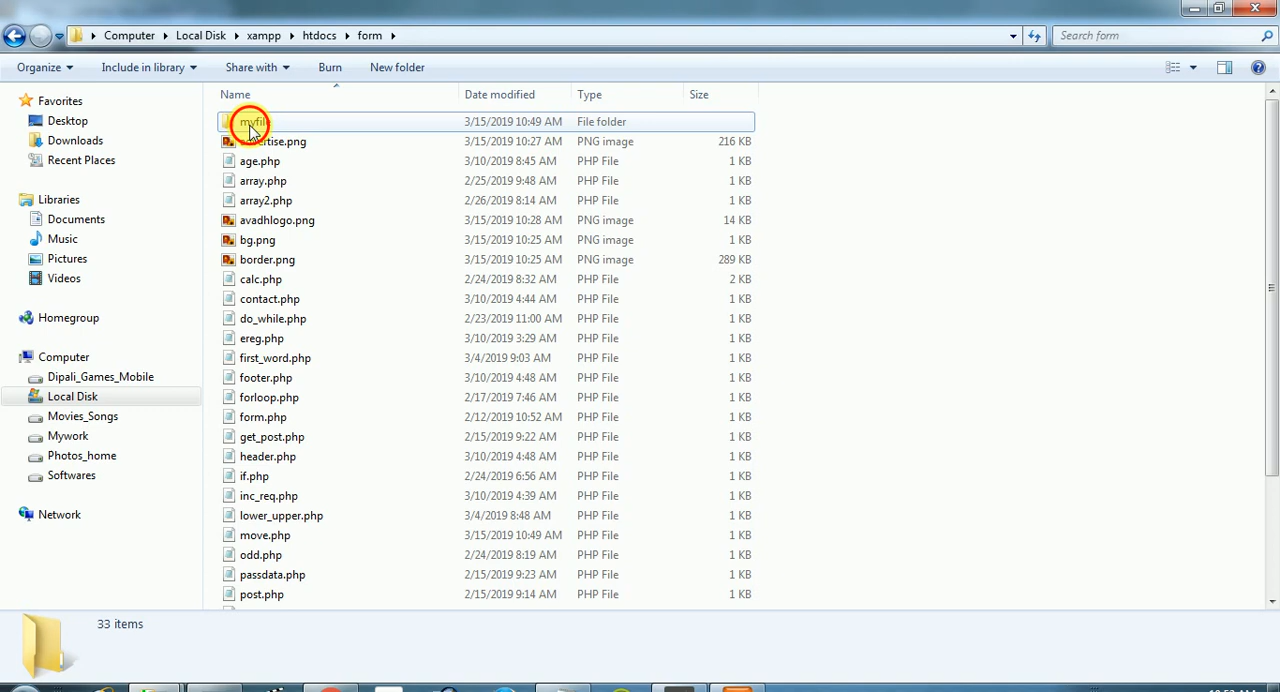 Computer Local Disk xampp htdocs form
Search form
Organize Include in library Share with Burn New folder
Name Date modified Type Size
Favorites
Desktop
Downloads
Recent Places
Libraries
Documents
Music
Pictures
Videos
Homegroup
Computer
Dipali_Games_Mobile
Local Disk
Movies_Songs
Mywork
Photos_home
Softwares
Network
3/15/2019 10:49 AM File folder
3/15/2019 10:27 AM PNG image 216 KB
age.php 3/10/2019 8:45 AM PHP File 1 KB
array.php 2/25/2019 9:48 AM PHP File 1 KB
array2.php 2/26/2019 8:14 AM PHP File 1 KB
avadhlogo.png 3/15/2019 10:28 AM PNG image 14 KB
bg.png 3/15/2019 10:25 AM PNG image 1 KB
border.png 3/15/2019 10:25 AM PNG image 289 KB
calc.php 2/24/2019 8:32 AM PHP File 2 KB
contact.php 3/10/2019 4:44 AM PHP File 1 KB
do_while.php 2/23/2019 11:00 AM PHP File 1 KB
ereg.php 3/10/2019 3:29 AM PHP File 1 KB
first_word.php 3/4/2019 9:03 AM PHP File 1 KB
footer.php 3/10/2019 4:48 AM PHP File 1 KB
forloop.php 2/17/2019 7:46 AM PHP File 1 KB
form.php 2/12/2019 10:52 AM PHP File 1 KB
get_post.php 2/15/2019 9:22 AM PHP File 1 KB
header.php 3/10/2019 4:48 AM PHP File 1 KB
if.php 2/24/2019 6:56 AM PHP File 1 KB
inc_req.php 3/10/2019 4:39 AM PHP File 1 KB
lower_upper.php 3/4/2019 8:48 AM PHP File 1 KB
move.php 3/15/2019 10:49 AM PHP File 1 KB
odd.php 2/24/2019 8:19 AM PHP File 1 KB
passdata.php 2/15/2019 9:23 AM PHP File 1 KB
post.php 2/15/2019 9:14 AM PHP File 1 KB
33 items